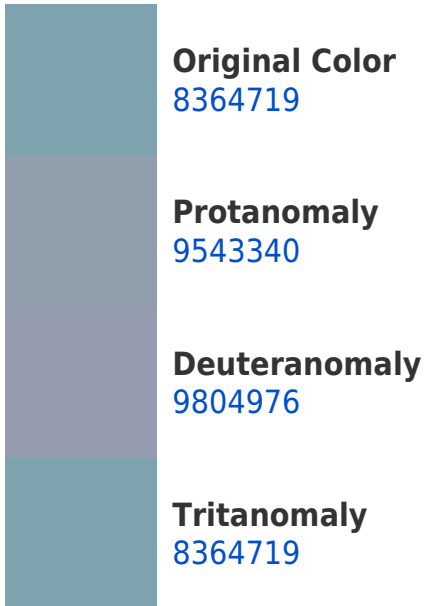 Original Color
8364719
Protanomaly
9543340
Deuteranomaly
9804976
Tritanomaly
8364719